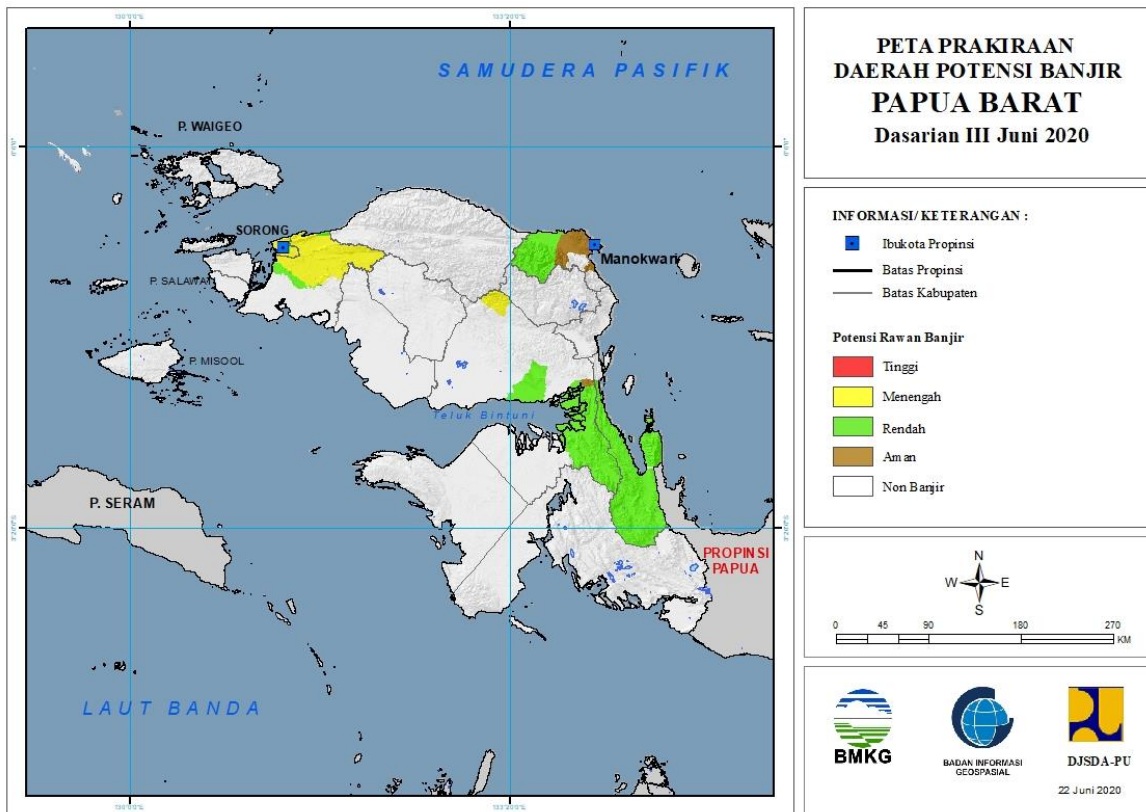 PETA PRAKIRAAN
DAERAH POTENSI BANJIR
PAPUA BARAT
Dasarian III Juni 2020
INFORMASI/ KETERANGAN :
Ibukota Propinsi
Batas Propinsi
Batas Kabupaten
Potensi Rawan Banjir
Tinggi
Menengah
Rendah
Aman
Non Banjir
N
W E
S
0 45 90 180 270
KM
BMKG
BADAN INFORMASI
GEOSPASIAL
DJSDA-PU
22 Juni 2020
SAMUDERA PASIFIK
P. WAIGEO
SORONG
Manokwari
P. SALAWATI
P. MISOOL
Teluk Bintuni
P. SERAM
PROPINSI
PAPUA
LAUT BANDA